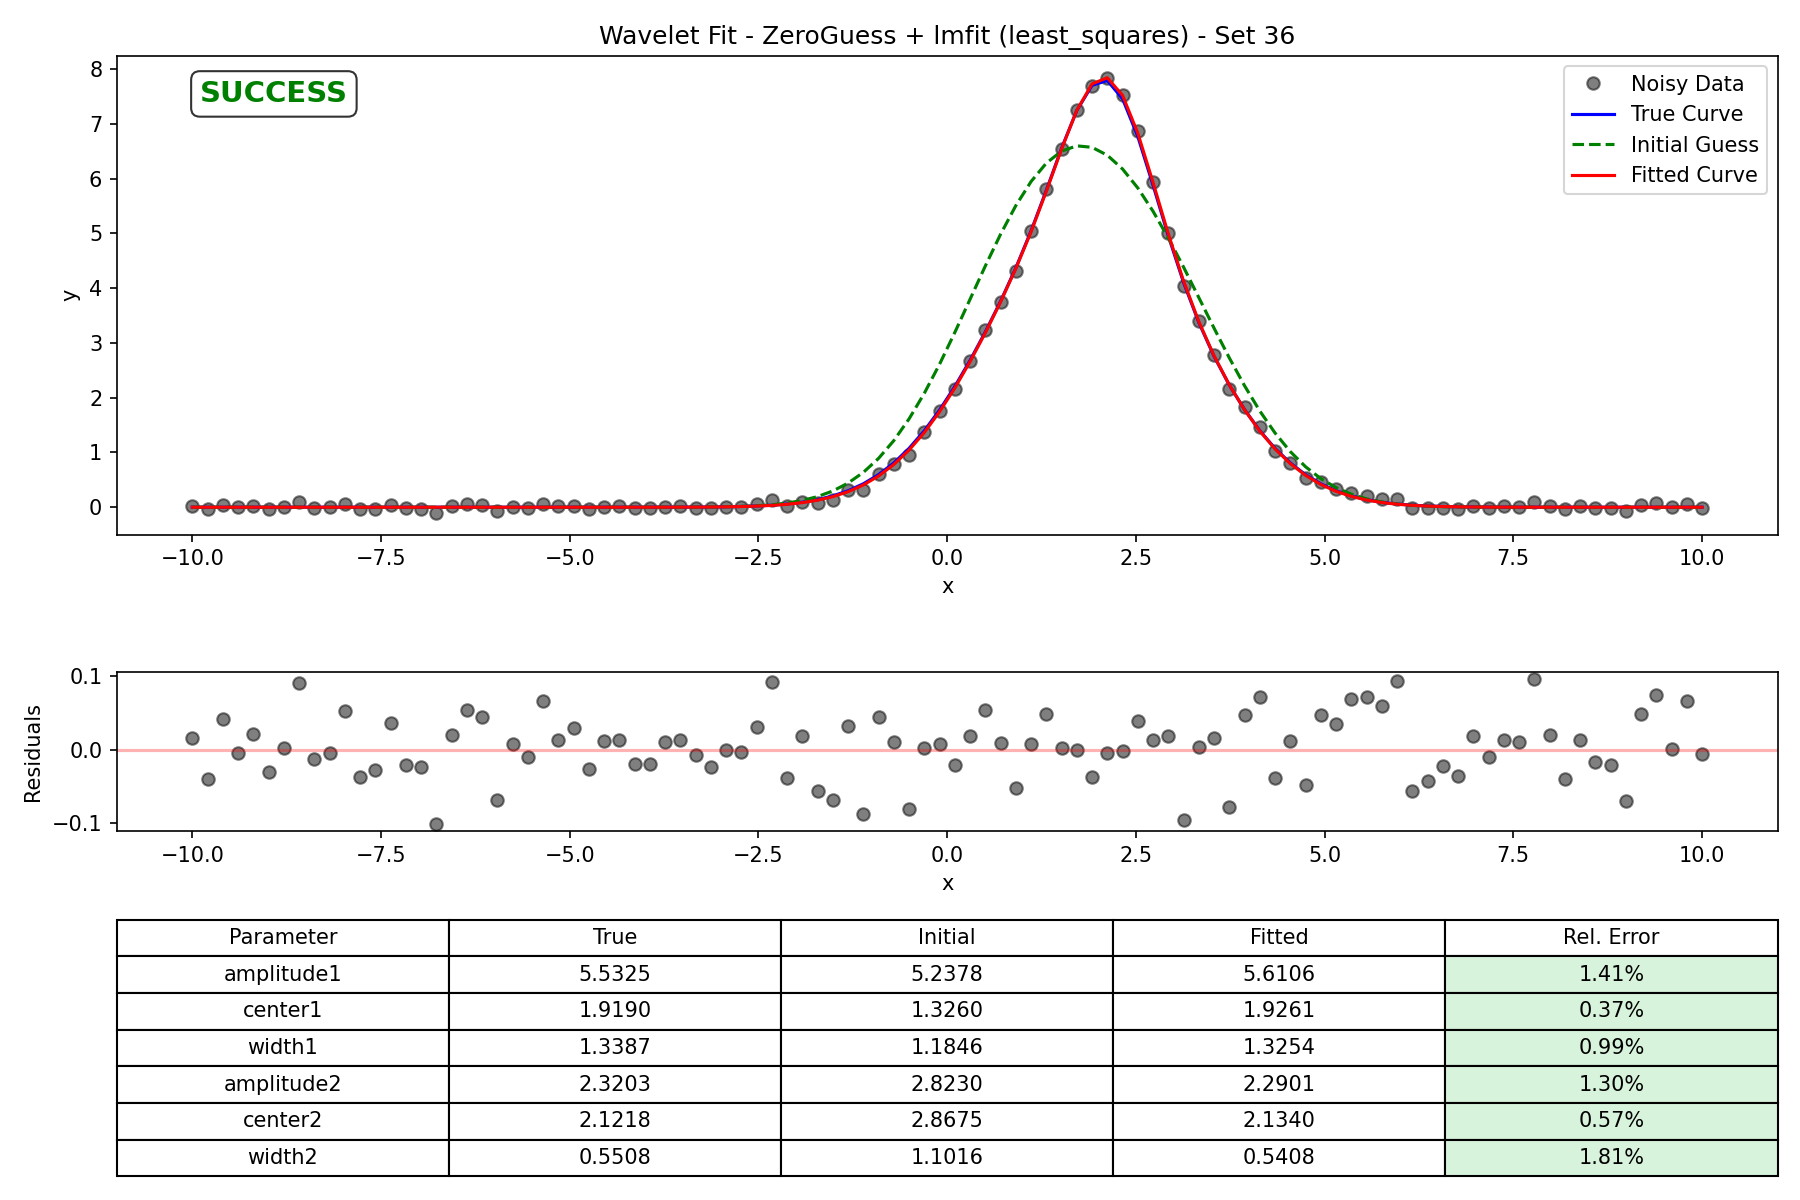 Wavelet Fit - ZeroGuess + lmfit (least_squares) - Set 36
SUCCESS
Noisy Data
True Curve
Initial Guess
Fitted Curve
8
7
6
5
4
3
2
1
0
y
−10.0 −7.5 −5.0 −2.5 0.0 2.5 5.0 7.5 10.0
x
0.1
0.0
−0.1
Residuals
−10.0 −7.5 −5.0 −2.5 0.0 2.5 5.0 7.5 10.0
x
Parameter True Initial Fitted Rel. Error
amplitude1 5.5325 5.2378 5.6106 1.41%
center1 1.9190 1.3260 1.9261 0.37%
width1 1.3387 1.1846 1.3254 0.99%
amplitude2 2.3203 2.8230 2.2901 1.30%
center2 2.1218 2.8675 2.1340 0.57%
width2 0.5508 1.1016 0.5408 1.81%